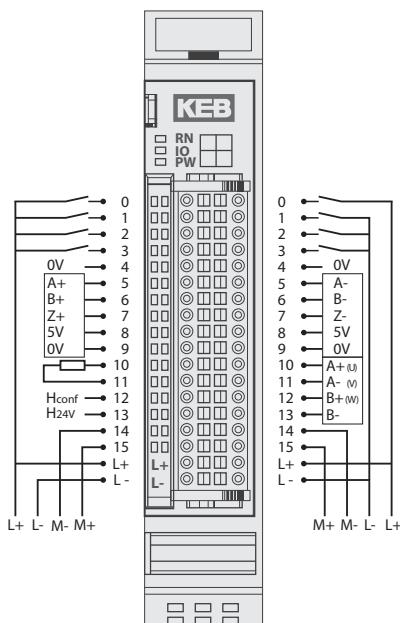 KEB
RN
IO
PW
0 0
1 1
2 2
3 3
0V 4 4 0V
A+ 5 5 A-
B+ 6 6 B-
Z+ 7 7 Z-
5V 8 8 5V
0V 9 9 0V
10 10 A+(U)
11 11 A- (V)
Hconf 12 12 B+(W)
H24V 13 13 B-
14 14
15 15
L+ L+ L+
L - L- L -
L+ L- M- M+ M+ M- L- L+